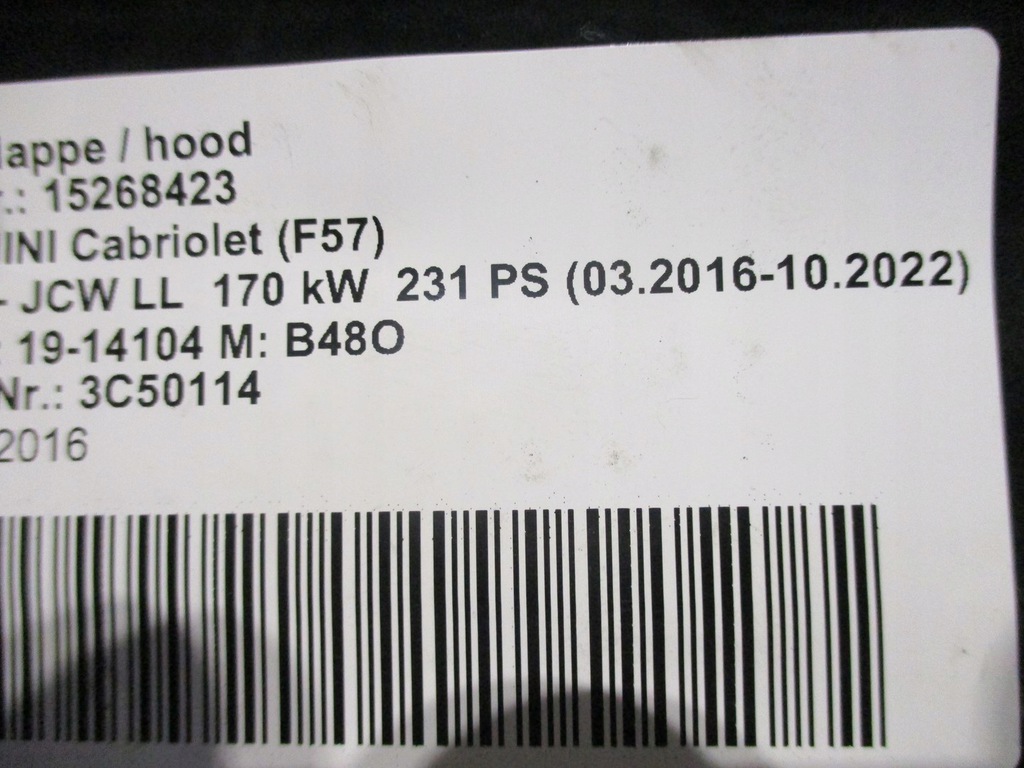 lappe / hood
r.: 15268423
INI Cabriolet (F57)
- JCW LL 170 kW 231 PS (03.2016-10.2022)
: 19-14104 M: B48O
Nr.: 3C50114
2016